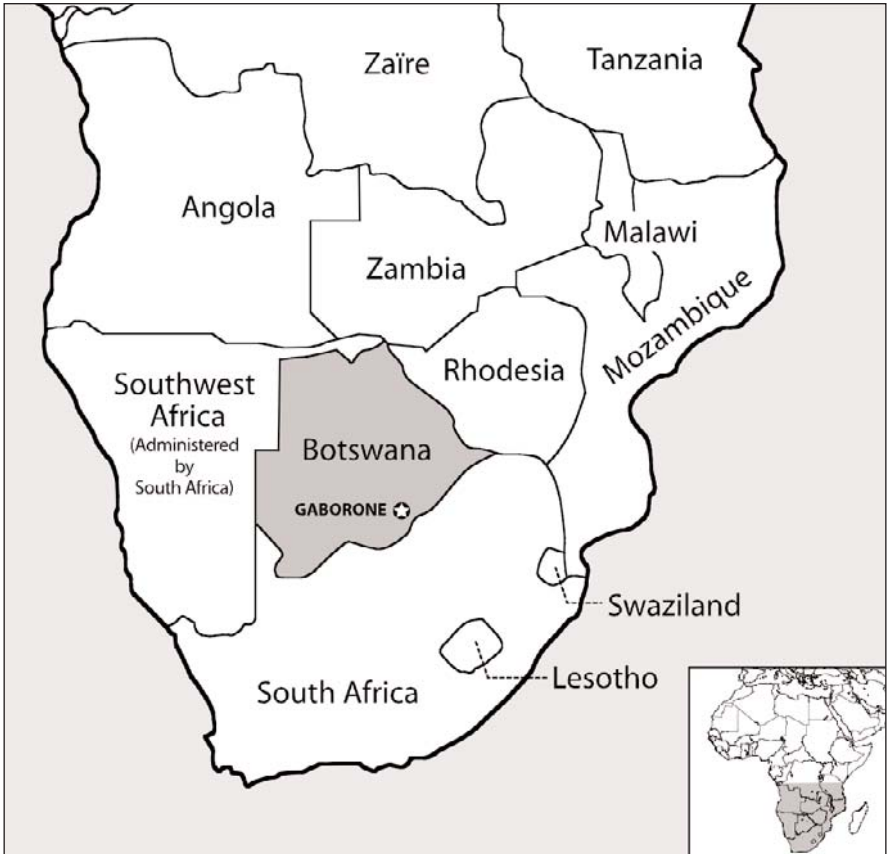 Zaïre
Tanzania
Angola
Malawi
Zambia
Mozambique
Rhodesia
Southwest
Africa
(Administered
by
South Africa)
Botswana
GABORONE
Swaziland
Lesotho
South Africa